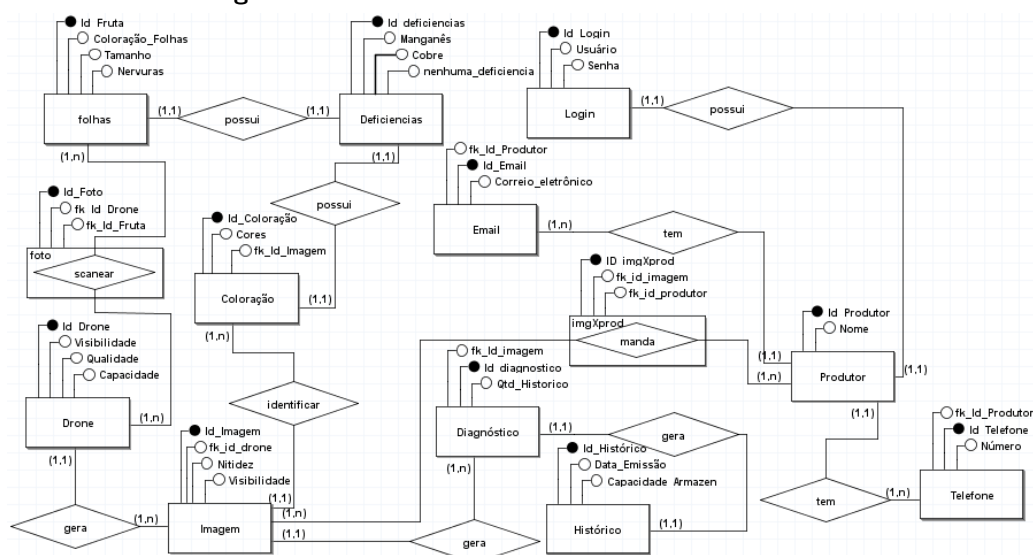 Id_Fruta
Coloração_Folhas
Tamanho
Nervuras
folhas
(1,1)
possui
(1,1)
Id_deficiencias
Manganês
Cobre
nenhuma_deficiencia
Deficiencias
Id_Login
Usuário
Senha
Login
(1,1)
possui
(1,n)
(1,1)
fk_Id_Produtor
Id_Email
Correio_eletrônico
Email
(1,n)
tem
Id_Foto
fk_Id_Drone
fk_Id_Fruta
foto
scanear
possui
Id_Coloração
Cores
fk_Id_Imagem
Coloração
(1,1)
(1,n)
ID_imgXprod
fk_id_imagem
fk_id_produtor
imgXprod
manda
Id_Produtor
Nome
Produtor
(1,1)
(1,n)
(1,1)
(1,1)
Id_Drone
Visibilidade
Qualidade
Capacidade
Drone
(1,n)
(1,1)
identificar
fk_Id_imagem
Id_diagnostico
Qtd_Historico
Diagnóstico
(1,1)
gera
(1,n)
Id_Imagem
fk_id_drone
Nitidez
Visibilidade
Imagem
(1,1)
(1,n)
(1,1)
gera
(1,n)
gera
Id_Histórico
Data_Emissão
Capacidade_Armazen
Histórico
(1,1)
tem
(1,n)
fk_Id_Produtor
Id_Telefone
Número
Telefone